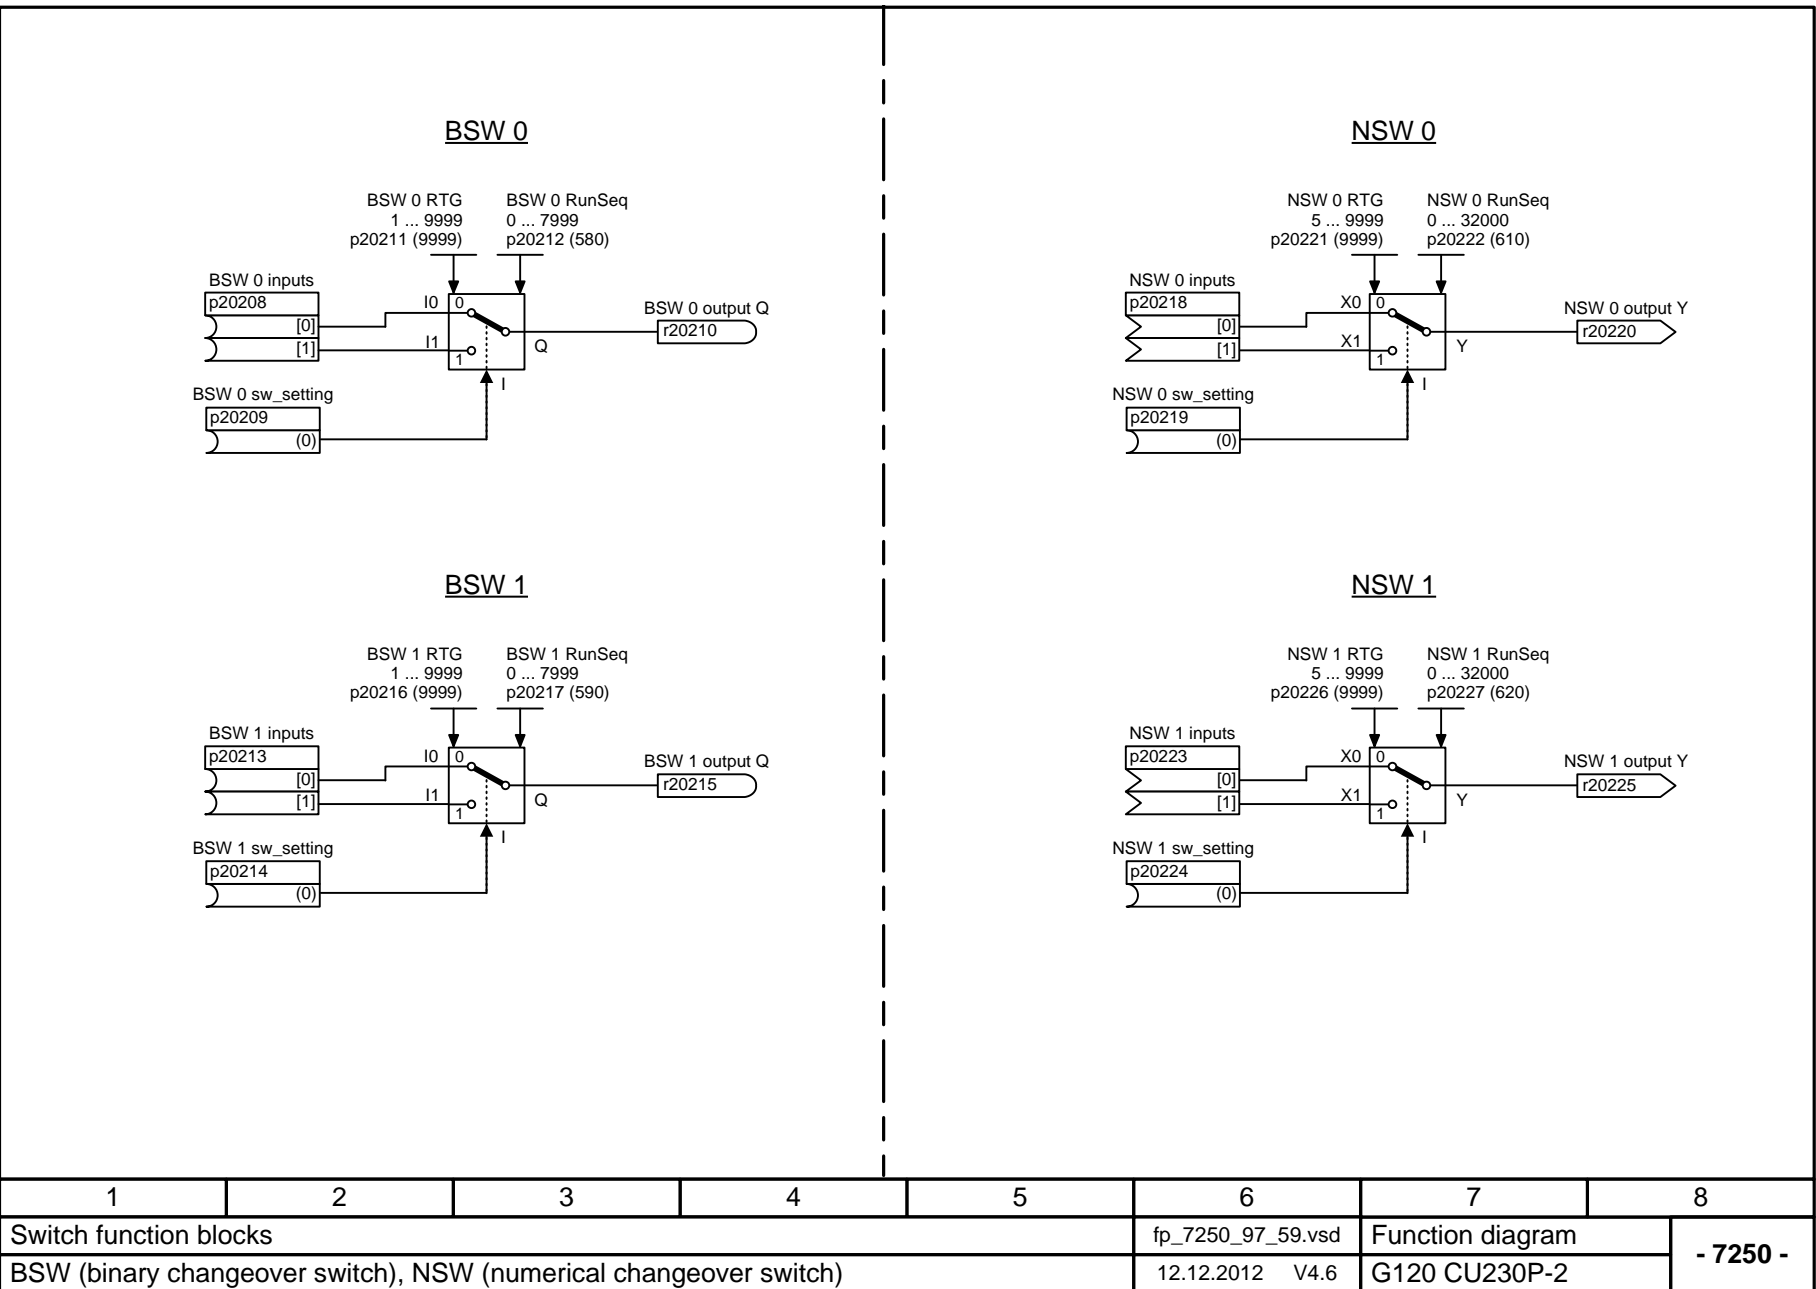 BSW 0
BSW 0 RTG
1 ... 9999
p20211 (9999)
BSW 0 RunSeq
0 ... 7999
p20212 (580)
BSW 0 inputs
p20208
[0]
[1]
I0
0
I1
1
Q
I
BSW 0 output Q
r20210
BSW 0 sw_setting
p20209
(0)
NSW 0
NSW 0 RTG
5 ... 9999
p20221 (9999)
NSW 0 RunSeq
0 ... 32000
p20222 (610)
NSW 0 inputs
p20218
[0]
[1]
X0
0
X1
1
Y
I
NSW 0 output Y
r20220
NSW 0 sw_setting
p20219
(0)
BSW 1
BSW 1 RTG
1 ... 9999
p20216 (9999)
BSW 1 RunSeq
0 ... 7999
p20217 (590)
BSW 1 inputs
p20213
[0]
[1]
I0
0
I1
1
Q
I
BSW 1 output Q
r20215
BSW 1 sw_setting
p20214
(0)
NSW 1
NSW 1 RTG
5 ... 9999
p20226 (9999)
NSW 1 RunSeq
0 ... 32000
p20227 (620)
NSW 1 inputs
p20223
[0]
[1]
X0
0
X1
1
Y
I
NSW 1 output Y
r20225
NSW 1 sw_setting
p20224
(0)
1 2 3 4 5 6 7 8
Switch function blocks
fp_7250_97_59.vsd
Function diagram
- 7250 -
BSW (binary changeover switch), NSW (numerical changeover switch)
12.12.2012 V4.6
G120 CU230P-2